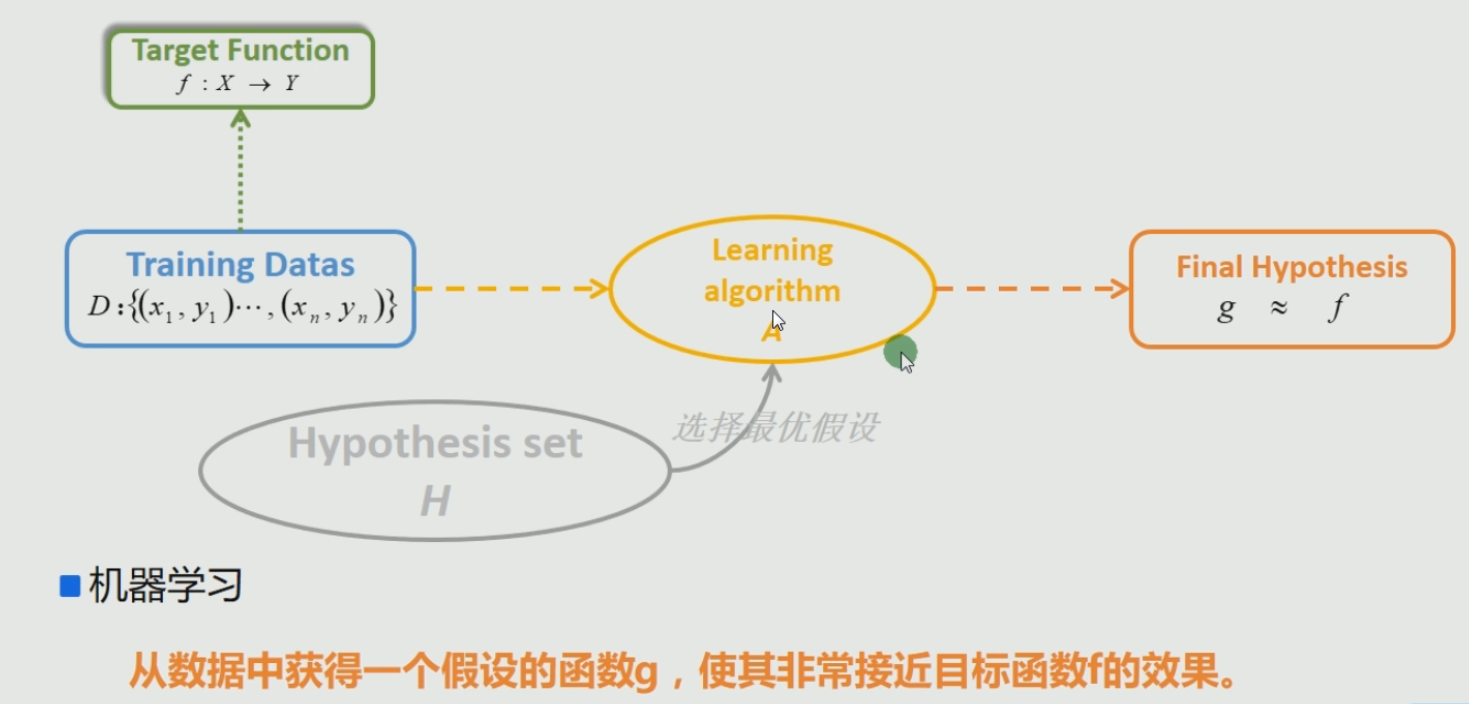 Target Function
f : X → Y
Training Datas
D:{(x₁, y₁)⋯, (xₙ, yₙ)}
Learning
algorithm
A
Final Hypothesis
g ≈ f
选择最优假设
Hypothesis set
H
机器学习
从数据中获得一个假设的函数g，使其非常接近目标函数f的效果。